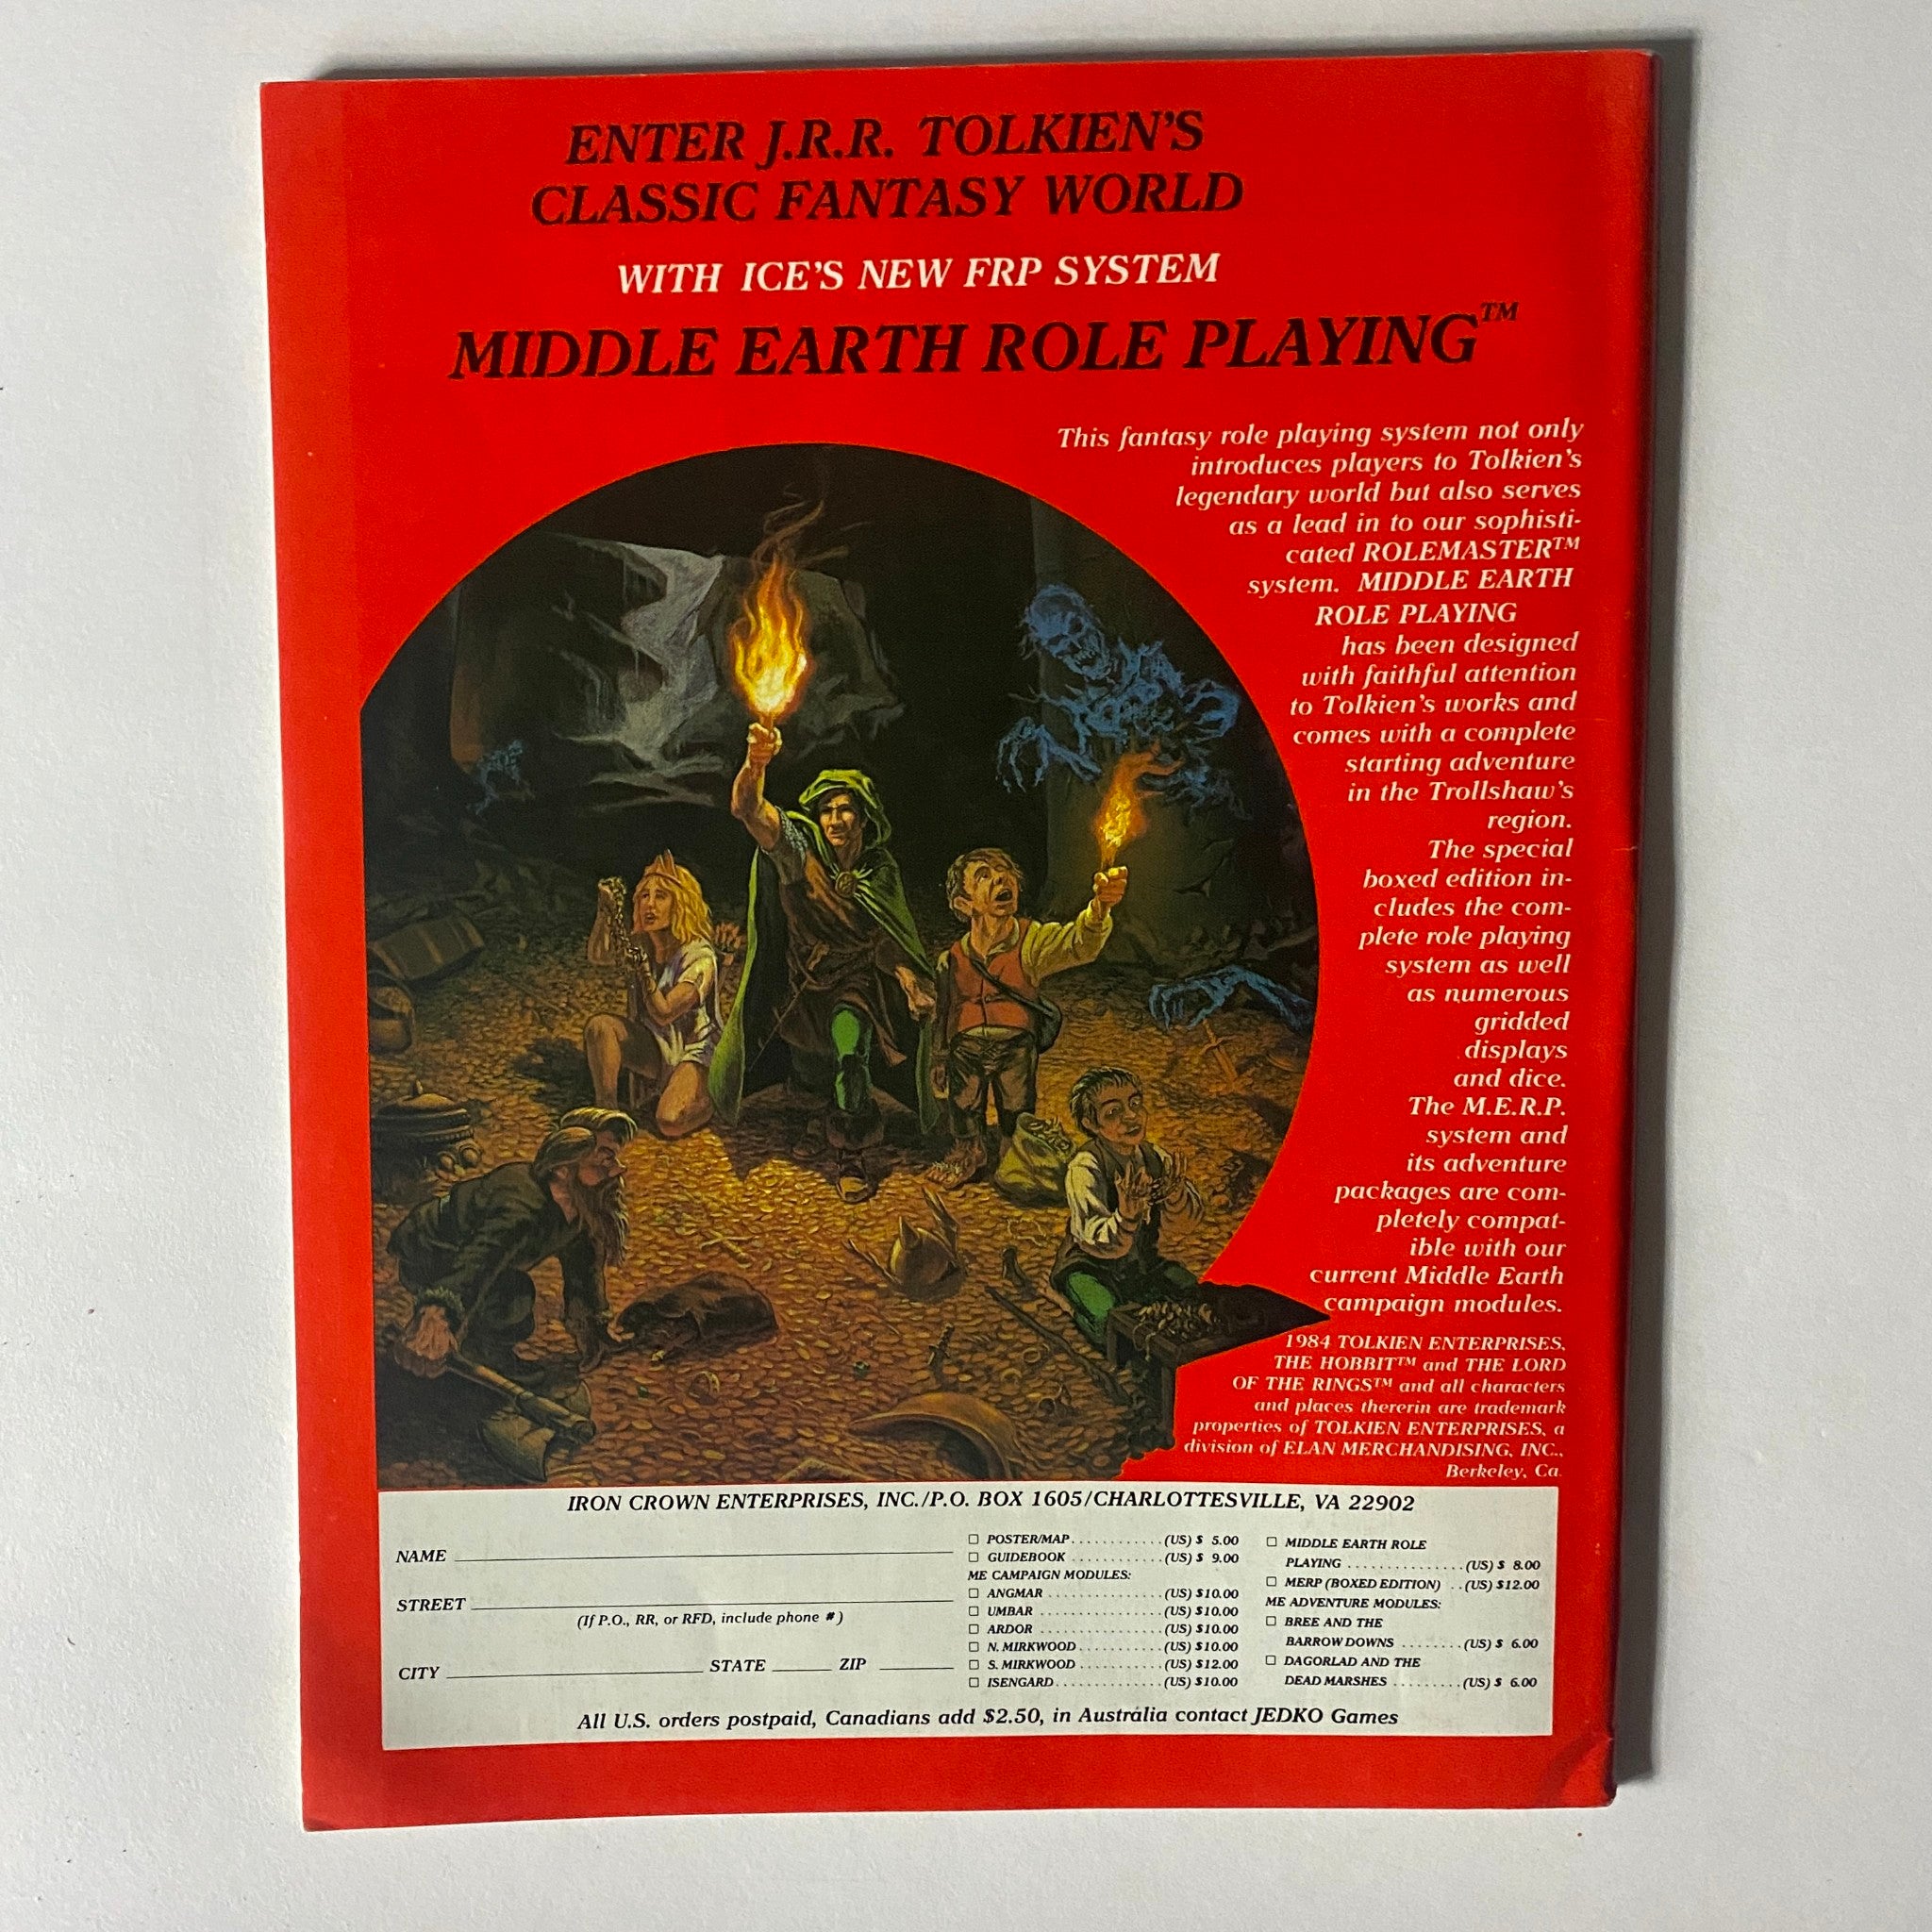 ENTER J.R.R. TOLKIEN'S
CLASSIC FANTASY WORLD
WITH ICE'S NEW FRP SYSTEM
MIDDLE EARTH ROLE PLAYING™
This fantasy role playing system not only
introduces players to Tolkien's
legendary world but also serves
as a lead in to our sophisti-
cated ROLEMASTER™
system. MIDDLE EARTH
ROLE PLAYING
has been designed
with faithful attention
to Tolkien's works and
comes with a complete
starting adventure
in the Trollshaw's
region.
The special
boxed edition in-
cludes the com-
plete role playing
system as well
as numerous
gridded
displays
and dice.
The M.E.R.P.
system and
its adventure
packages are com-
pletely compat-
ible with our
current Middle Earth
campaign modules.
1984 TOLKIEN ENTERPRISES,
THE HOBBIT™ and THE LORD
OF THE RINGS™ and all characters
and places thererin are trademark
properties of TOLKIEN ENTERPRISES, a
division of ELAN MERCHANDISING, INC.,
Berkeley, Ca.
IRON CROWN ENTERPRISES, INC./P.O. BOX 1605/CHARLOTTESVILLE, VA 22902
NAME
STREET
(If P.O., RR, or RFD, include phone #)
CITY STATE ZIP
POSTER/MAP............(US) $ 5.00
GUIDEBOOK ............(US) $ 9.00
ME CAMPAIGN MODULES:
ANGMAR ...............(US) $10.00
UMBAR ................(US) $10.00
ARDOR ................(US) $10.00
N. MIRKWOOD...........(US) $10.00
S. MIRKWOOD...........(US) $12.00
ISENGARD..............(US) $10.00
MIDDLE EARTH ROLE
PLAYING ...............(US) $ 8.00
MERP (BOXED EDITION) ..(US) $12.00
ME ADVENTURE MODULES:
BREE AND THE
BARROW DOWNS ........(US) $ 6.00
DAGORLAD AND THE
DEAD MARSHES .........(US) $ 6.00
All U.S. orders postpaid, Canadians add $2.50, in Australia contact JEDKO Games